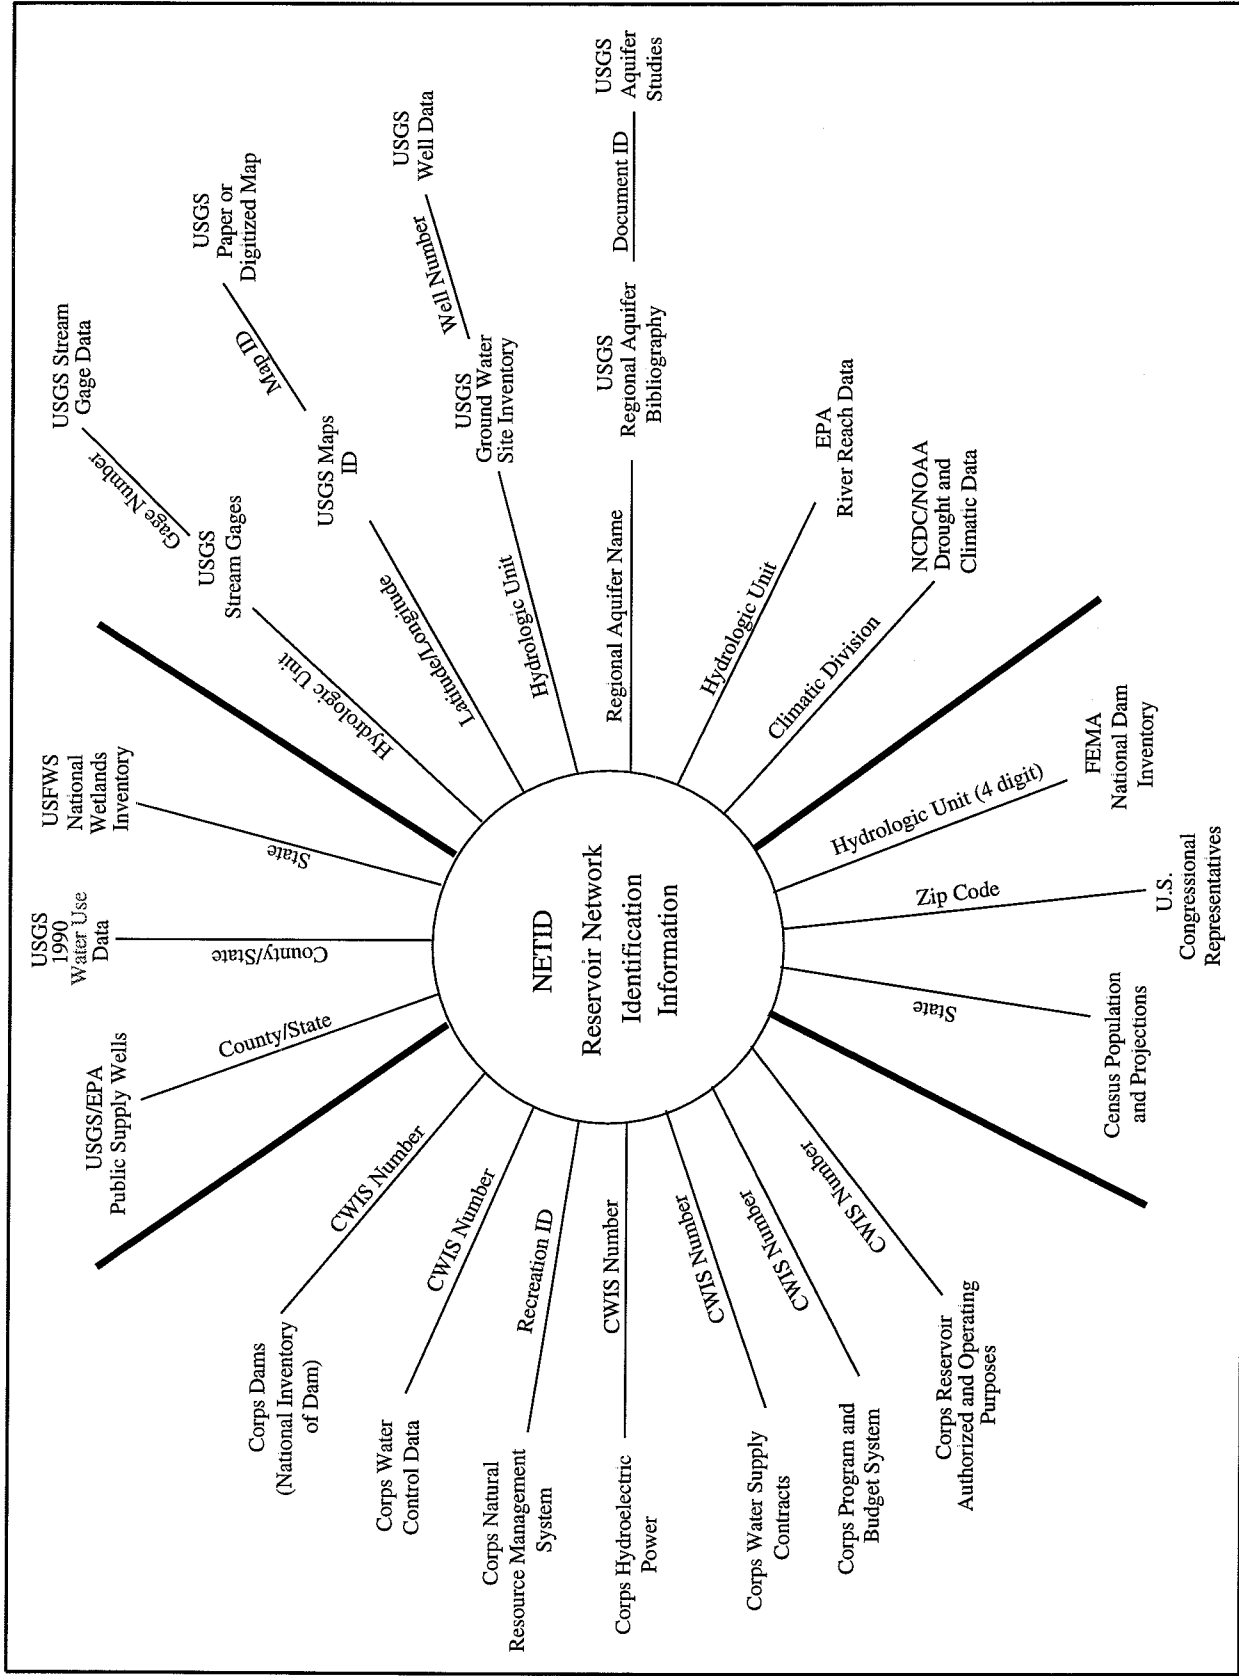 USGS/EPA
Public Supply Wells
County/State
USGS
1990
Water Use
Data
County/State
USFWS
National
Wetlands
Inventory
State
USGS
Stream Gages
Hydrologic Unit
USGS Stream
Gage Data
Gage Number
USGS Maps
ID
Latitude/Longitude
USGS
Paper or
Digitized Map
Map ID
USGS
Ground Water
Site Inventory
Hydrologic Unit
USGS
Well Data
Well Number
USGS
Regional Aquifer
Bibliography
Regional Aquifer Name
USGS
Aquifer
Studies
Document ID
EPA
River Reach Data
Hydrologic Unit
NCDC/NOAA
Drought and
Climatic Data
Climatic Division
FEMA
National Dam
Inventory
Hydrologic Unit (4 digit)
U.S.
Congressional
Representatives
Zip Code
Census Population
and Projections
State
Corps Reservoir
Authorized and Operating
Purposes
CWIS Number
Corps Program and
Budget System
CWIS Number
Corps Water Supply
Contracts
CWIS Number
Corps Hydroelectric
Power
CWIS Number
Corps Natural
Resource Management
System
Recreation ID
Corps Water
Control Data
CWIS Number
Corps Dams
(National Inventory
of Dam)
CWIS Number
NETID
Reservoir Network
Identification
Information